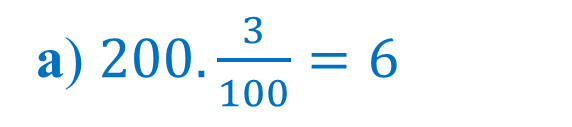 a) 200. 3/100 = 6